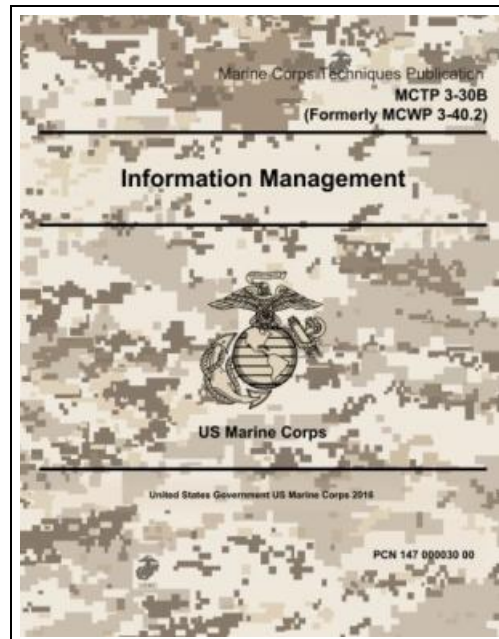 Marine Corps Techniques Publication
MCTP 3-30B
(Formerly MCWP 3-40.2)
Information Management
US Marine Corps
United States Government US Marine Corps 2016
PCN 147 000030 00